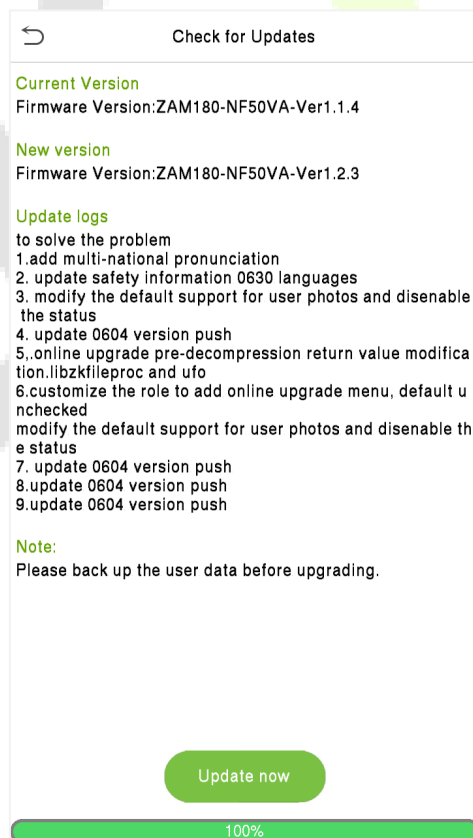 Check for Updates
Current Version
Firmware Version:ZAM180-NF50VA-Ver1.1.4
New version
Firmware Version:ZAM180-NF50VA-Ver1.2.3
Update logs
to solve the problem
1.add multi-national pronunciation
2. update safety information 0630 languages
3. modify the default support for user photos and disenable
the status
4. update 0604 version push
5,.online upgrade pre-decompression return value modifica
tion.libzkfileproc and ufo
6.customize the role to add online upgrade menu, default u
nchecked
modify the default support for user photos and disenable th
e status
7. update 0604 version push
8.update 0604 version push
9.update 0604 version push
Note:
Please back up the user data before upgrading.
Update now
100%